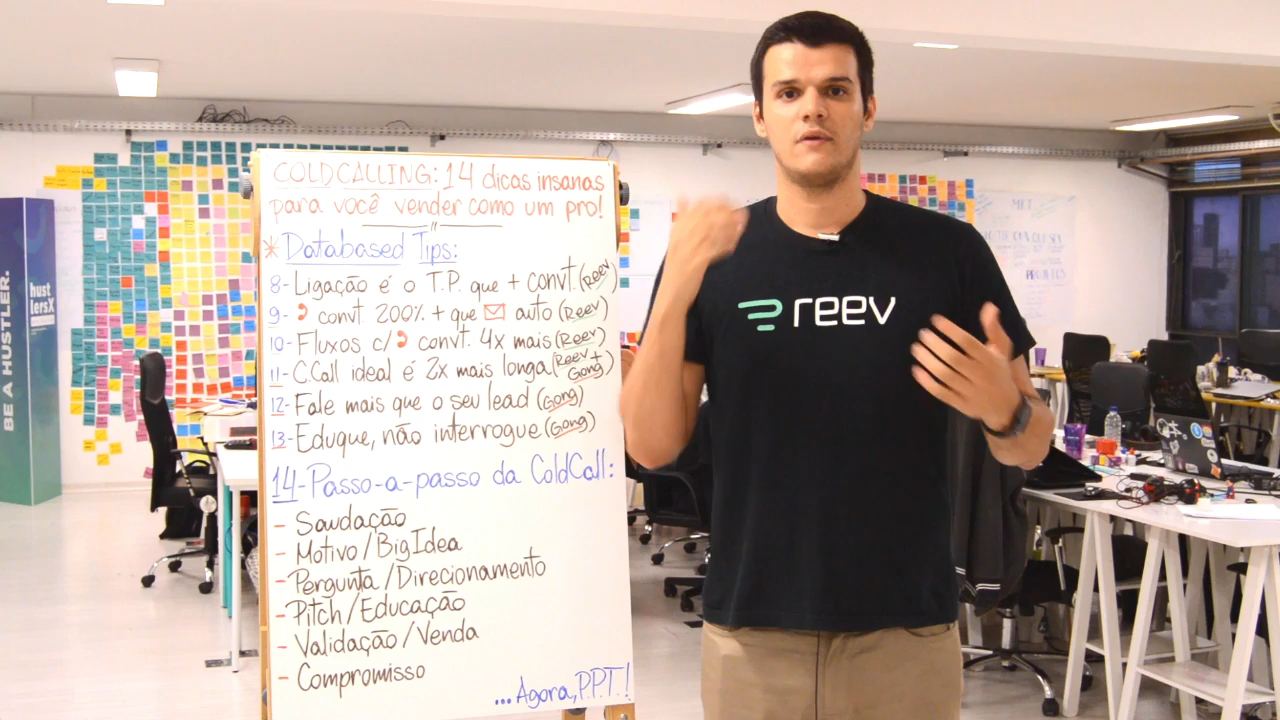 COLDCALLING: 14 dicas insanas
para você vender como um pro!
* Databased Tips:
8- Ligação é o T.P. que + convt. (reev)
9- convt 200% + que auto (Reev)
10- Fluxos c/ convt. 4x mais (Reev)
11- C.Call ideal é 2x mais longa (Reev + Gong)
12- Fale mais que o seu lead (Gong)
13- Eduque, não interrogue (Gong)
14- Passo-a-passo da ColdCall:
- Saudação
- Motivo/BigIdea
- Pergunta/Direcionamento
- Pitch/Educação
- Validação/Venda
- Compromisso
...Agora, P.P.T.!
reev
BE A HUSTLER.
hust
lersX